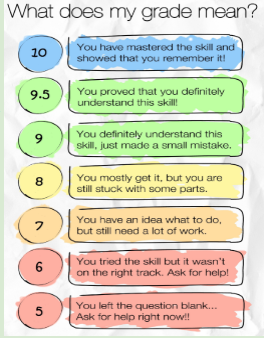 What does my grade mean?
10
You have mastered the skill and
showed that you remember it!
9.5
You proved that you definitely
understand this skill!
9
You definitely understand this
skill, just made a small mistake.
8
You mostly get it, but you are
still stuck with some parts.
7
You have an idea what to do,
but still need a lot of work.
6
You tried the skill but it wasn't
on the right track. Ask for help!
5
You left the question blank...
Ask for help right now!!